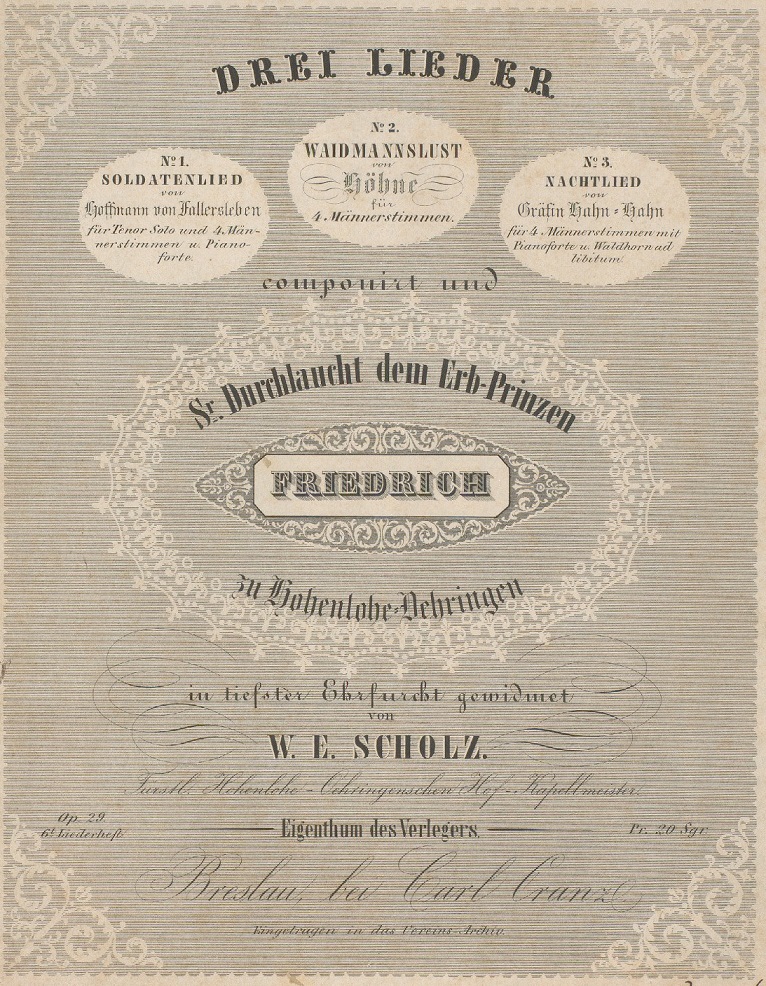 DREI LIEDER
No. 1.
SOLDATENLIED
von
Hoffmann von Fallersleben
für Tenor Solo und 4 Män-
nerstimmen u. Piano-
forte.
No. 2.
WAIDMANNSLUST
von
Höhne
für
4 Männerstimmen.
No. 3.
NACHTLIED
von
Gräfin Hahn-Hahn
für 4 Männerstimmen mit
Pianoforte u. Waldhorn ad
libitum.
componirt und
Sr. Durchlaucht dem Erb-Prinzen
FRIEDRICH
zu Hohenlohe-Oehringen
in tiefster Ehrfurcht gewidmet
von
W. E. SCHOLZ.
Fürstl. Hohenlohe-Oehringenschen Hof-Kapellmeister.
Op. 29.
6s Liederheft
Eigenthum des Verlegers.
Pr. 20 Sgr.
Breslau, bei Carl Cranz
Eingetragen in das Vereins-Archiv.